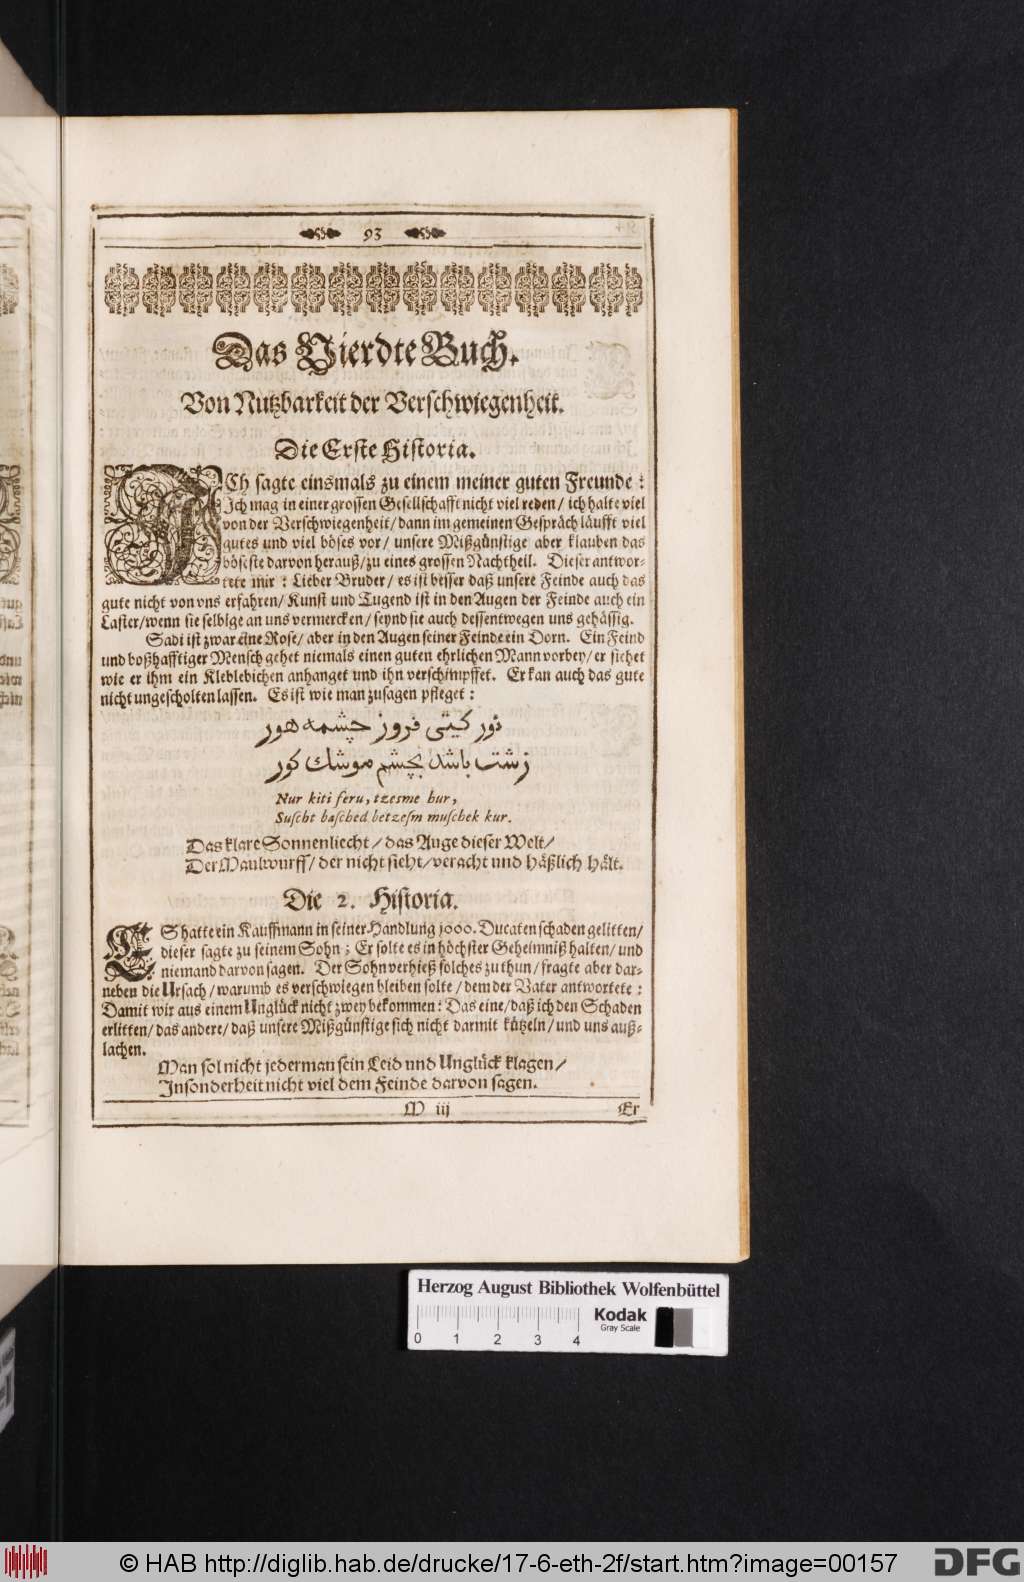 93
Das Vierdte Buch.
Von Nutzbarkeit der Verschwiegenheit.
Die Erste Historia.
ICh sagte einsmals zu einem meiner guten Freunde:
Jch mag in einer grossen Gesellschafft nicht viel reden/ ich halte viel
von der Verschwiegenheit/ dann im gemeinen Gespräch läufft viel
gutes und viel böses vor/ unsere Mißgünstige aber klauben das
böseste darvon herauß/ zu eines grossen Nachtheil. Dieser antwor-
tete mir: Lieber Bruder/ es ist besser daß unsere Feinde auch das
gute nicht von vns erfahren/ Kunst und Tugend ist in den Augen der Feinde auch ein
Laster/ wenn sie selbige an uns vermercken/ seynd sie auch dessentwegen uns gehässig.
Sadi ist zwar eine Rose/ aber in den Augen seiner Feinde ein Dorn. Ein Feind
und boßhafftiger Mensch gehet niemals einen guten ehrlichen Mann vorbey/ er siehet
wie er ihm ein Kleblebichen anhanget und ihn verschimpffet. Er kan auch das gute
nicht ungescholten lassen. Es ist wie man zusagen pfleget:
نور كيتى فروز چشمه هور
زشت باشد بچشم موشك كور
Nur kiti feru, tzesme hur,
Suscht basched betzesm muschek kur.
Das klare Sonnenliecht/ das Auge dieser Welt/
Der Maulwurff/ der nicht sieht/ veracht und häßlich hält.
Die 2. Historia.
ES hatte ein Kauffmann in seiner Handlung 1000. Ducaten schaden gelitten/
dieser sagte zu seinem Sohn; Er solte es in höchster Geheimniß halten/ und
niemand darvon sagen. Der Sohn verhieß solches zu thun/ fragte aber dar-
neben die Ursach/ warumb es verschwiegen bleiben solte/ dem der Vater antwortete:
Damit wir aus einem Unglück nicht zwey bekommen: Das eine/ daß ich den Schaden
erlitten/ das andere/ daß unsere Mißgünstige sich nicht darmit kützeln/ und uns auß-
lachen.
Man sol nicht jederman sein Leid und Unglück klagen/
Insonderheit nicht viel dem Feinde darvon sagen.
M iij
Er
Herzog August Bibliothek Wolfenbüttel
Kodak
Gray Scale
0 1 2 3 4
© HAB http://diglib.hab.de/drucke/17-6-eth-2f/start.htm?image=00157
DFG